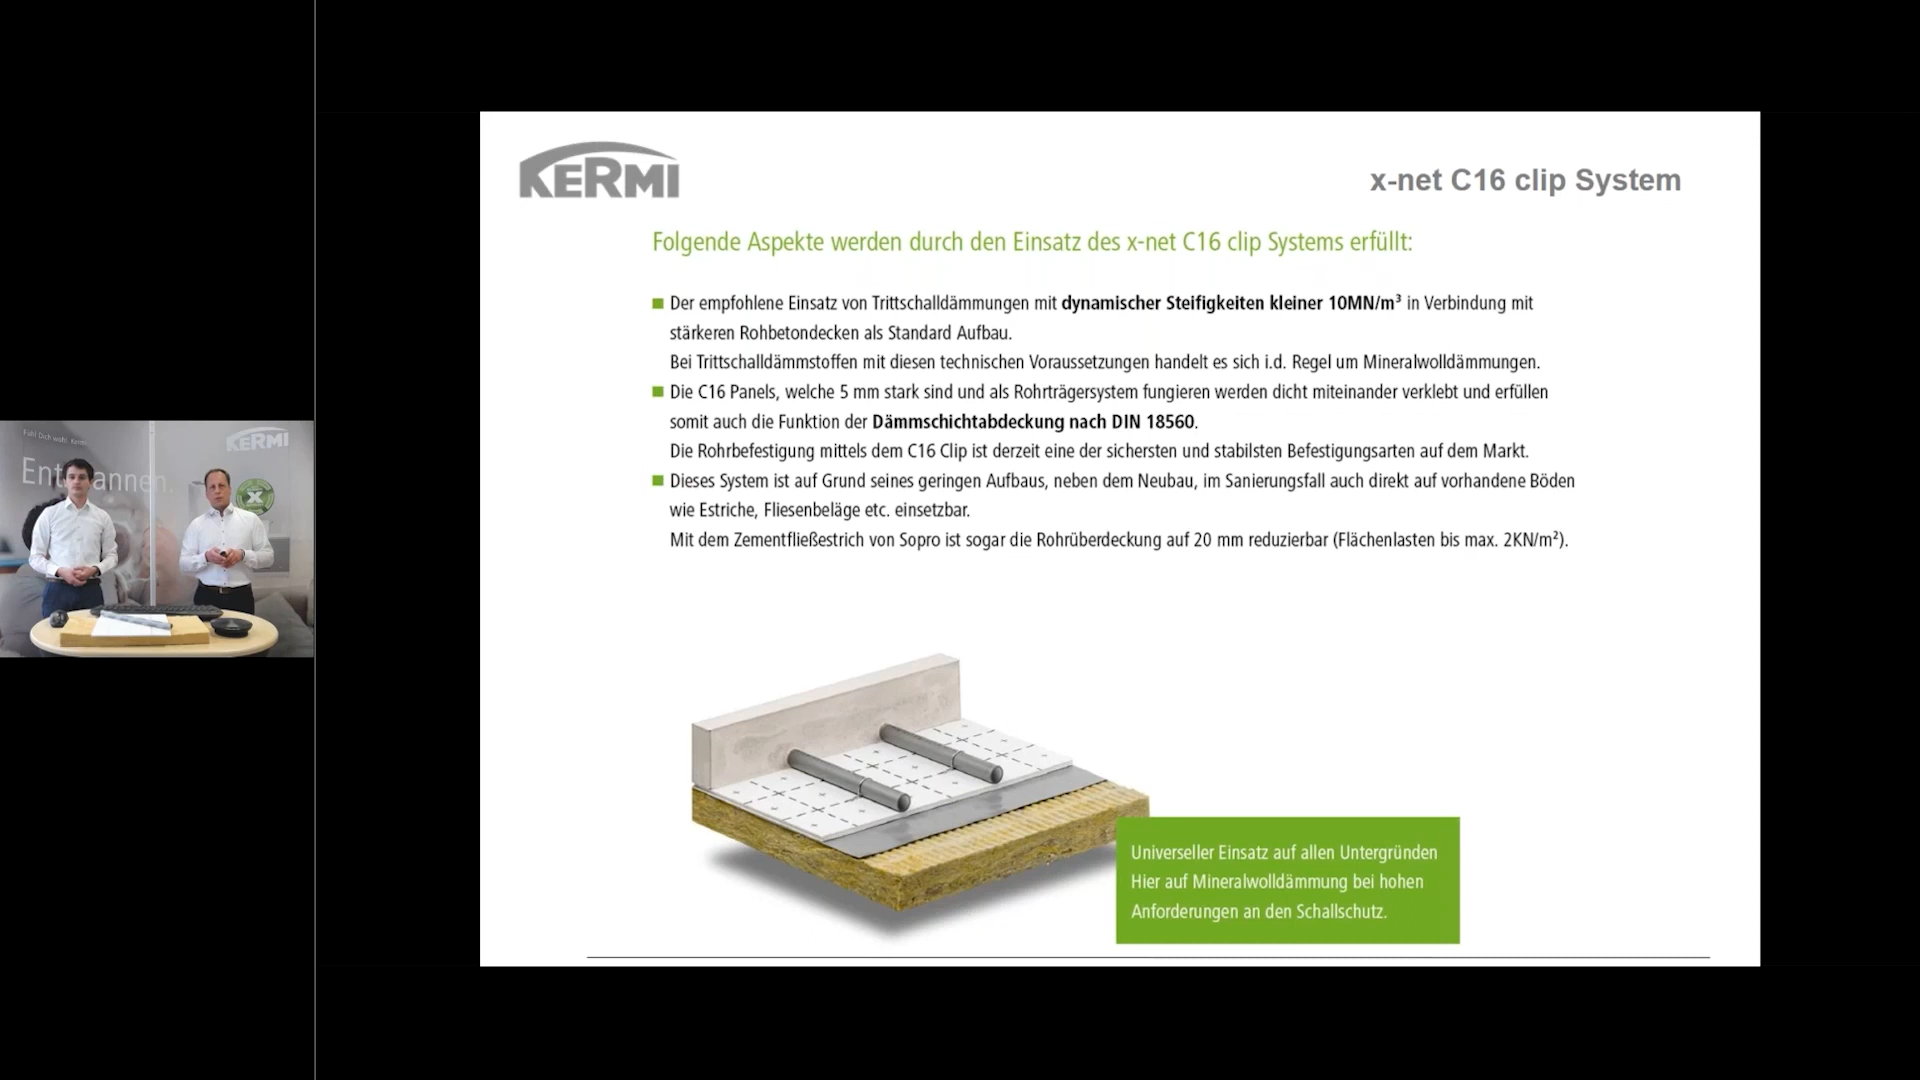 KERMI
x-net C16 clip System
Folgende Aspekte werden durch den Einsatz des x-net C16 clip Systems erfüllt:
Der empfohlene Einsatz von Trittschalldämmungen mit dynamischer Steifigkeiten kleiner 10MN/m³ in Verbindung mit
stärkeren Rohbetondecken als Standard Aufbau.
Bei Trittschalldämmstoffen mit diesen technischen Voraussetzungen handelt es sich i.d. Regel um Mineralwolldämmungen.
Die C16 Panels, welche 5 mm stark sind und als Rohrträgersystem fungieren werden dicht miteinander verklebt und erfüllen
somit auch die Funktion der Dämmschichtabdeckung nach DIN 18560.
Die Rohrbefestigung mittels dem C16 Clip ist derzeit eine der sichersten und stabilsten Befestigungsarten auf dem Markt.
Dieses System ist auf Grund seines geringen Aufbaus, neben dem Neubau, im Sanierungsfall auch direkt auf vorhandene Böden
wie Estriche, Fliesenbeläge etc. einsetzbar.
Mit dem Zementfließestrich von Sopro ist sogar die Rohrüberdeckung auf 20 mm reduzierbar (Flächenlasten bis max. 2KN/m²).
Universeller Einsatz auf allen Untergründen
Hier auf Mineralwolldämmung bei hohen
Anforderungen an den Schallschutz.
Fühl Dich wohl. Kermi
KERMI
x